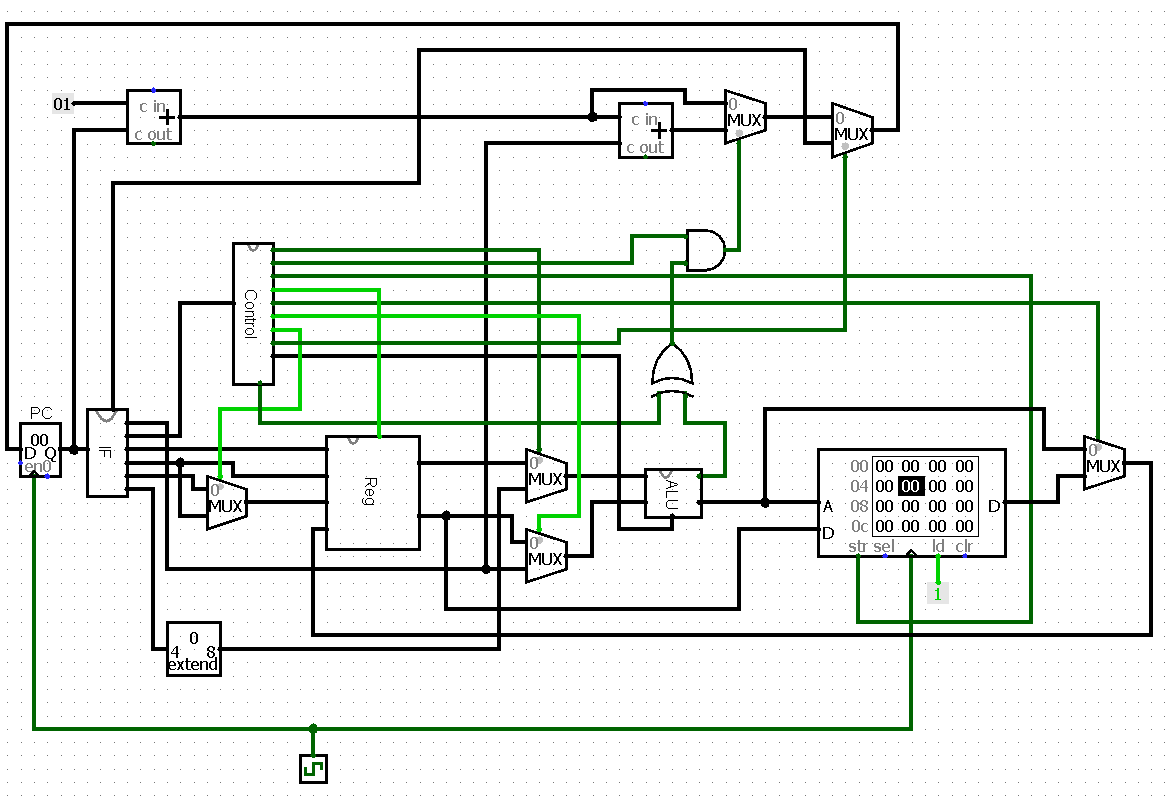 01
c in
+
c out
c in
+
c out
0
MUX
0
MUX
Control
PC
00
D Q
en0
IF
0
MUX
Reg
0
MUX
0
MUX
ALU
A
D
00 00 00 00 00
04 00 00 00 00
08 00 00 00 00
0c 00 00 00 00
D
str sel ld clr
1
0
MUX
0
4 8
extend